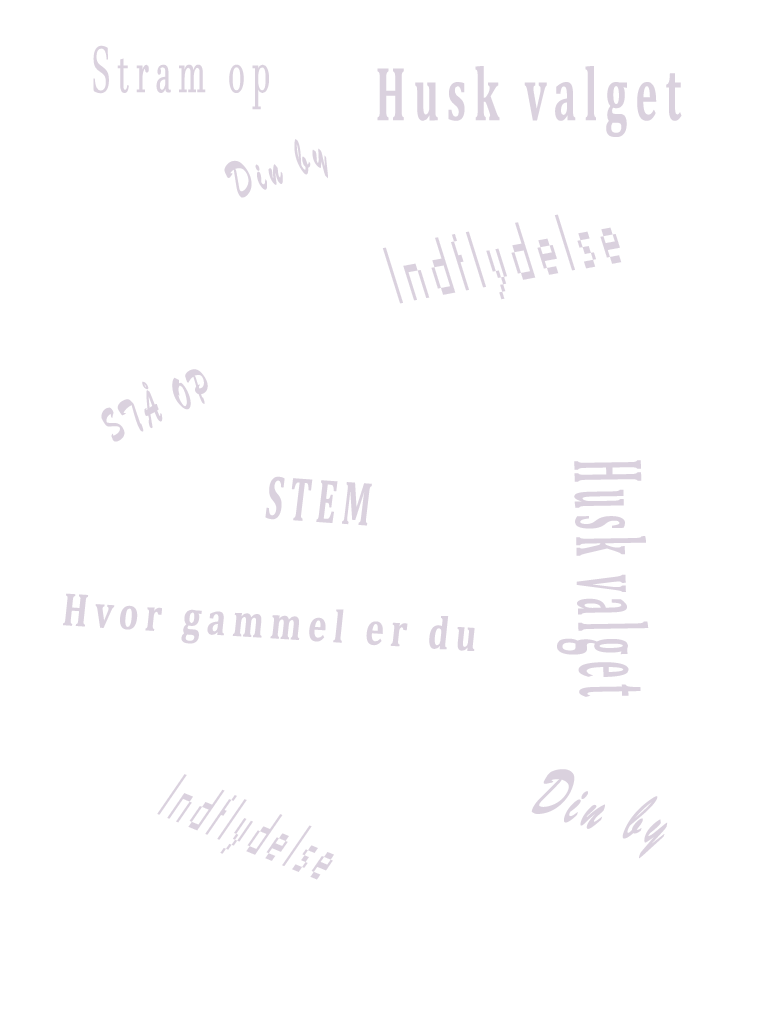 Stram op
Husk valget
Din by
Indflydelse
STÅ OP
STEM
Husk valget
Hvor gammel er du
Indflydelse
Din by